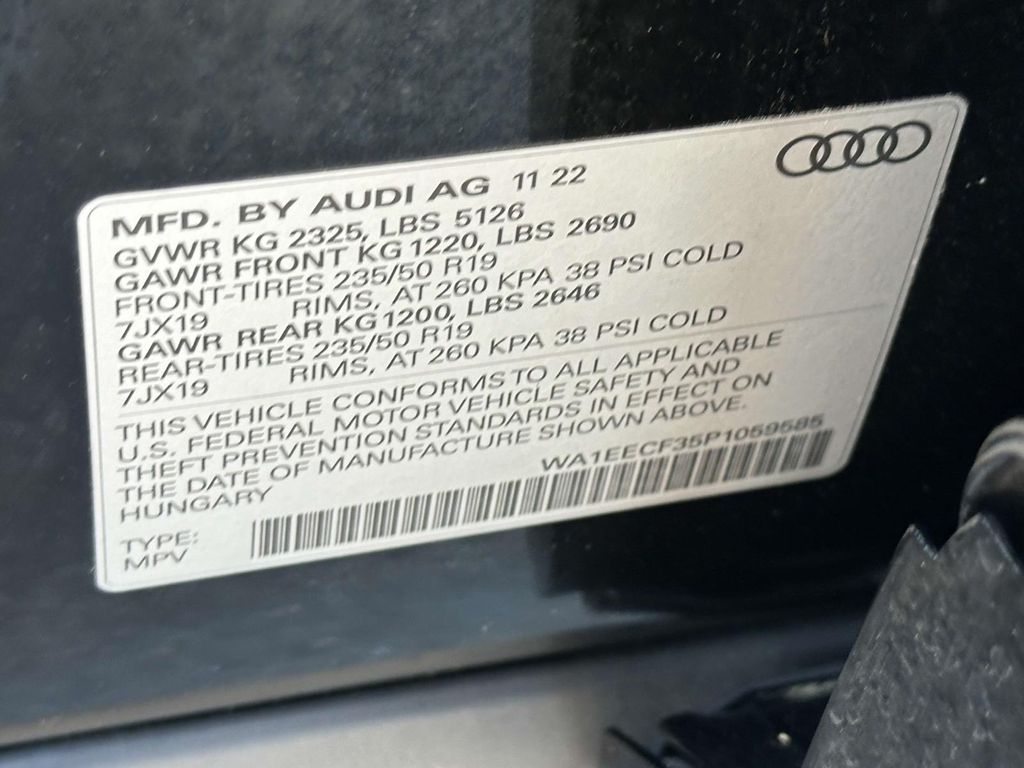 MFD. BY AUDI AG 11 22
GVWR KG 2325, LBS 5126
GAWR FRONT KG 1220, LBS 2690
FRONT-TIRES 235/50 R19
7JX19 RIMS, AT 260 KPA 38 PSI COLD
GAWR REAR KG 1200, LBS 2646
REAR-TIRES 235/50 R19
7JX19 RIMS, AT 260 KPA 38 PSI COLD
THIS VEHICLE CONFORMS TO ALL APPLICABLE
U.S. FEDERAL MOTOR VEHICLE SAFETY AND
THEFT PREVENTION STANDARDS IN EFFECT ON
THE DATE OF MANUFACTURE SHOWN ABOVE.
HUNGARY
WA1EECF35P1059585
TYPE:
MPV